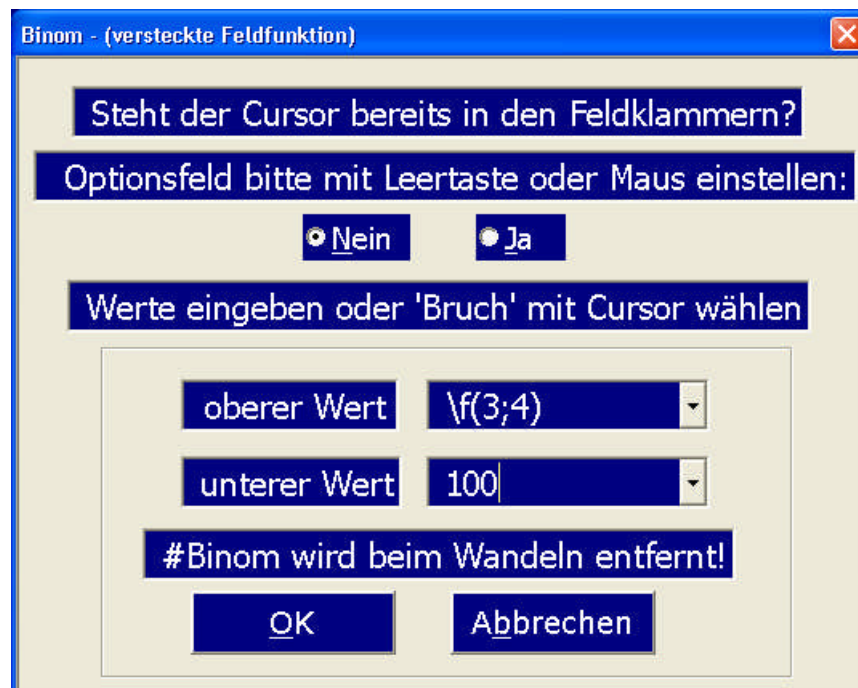 Binom - (versteckte Feldfunktion)
Steht der Cursor bereits in den Feldklammern?
Optionsfeld bitte mit Leertaste oder Maus einstellen:
Nein Ja
Werte eingeben oder 'Bruch' mit Cursor wählen
oberer Wert \f(3;4)
unterer Wert 100
#Binom wird beim Wandeln entfernt!
OK Abbrechen